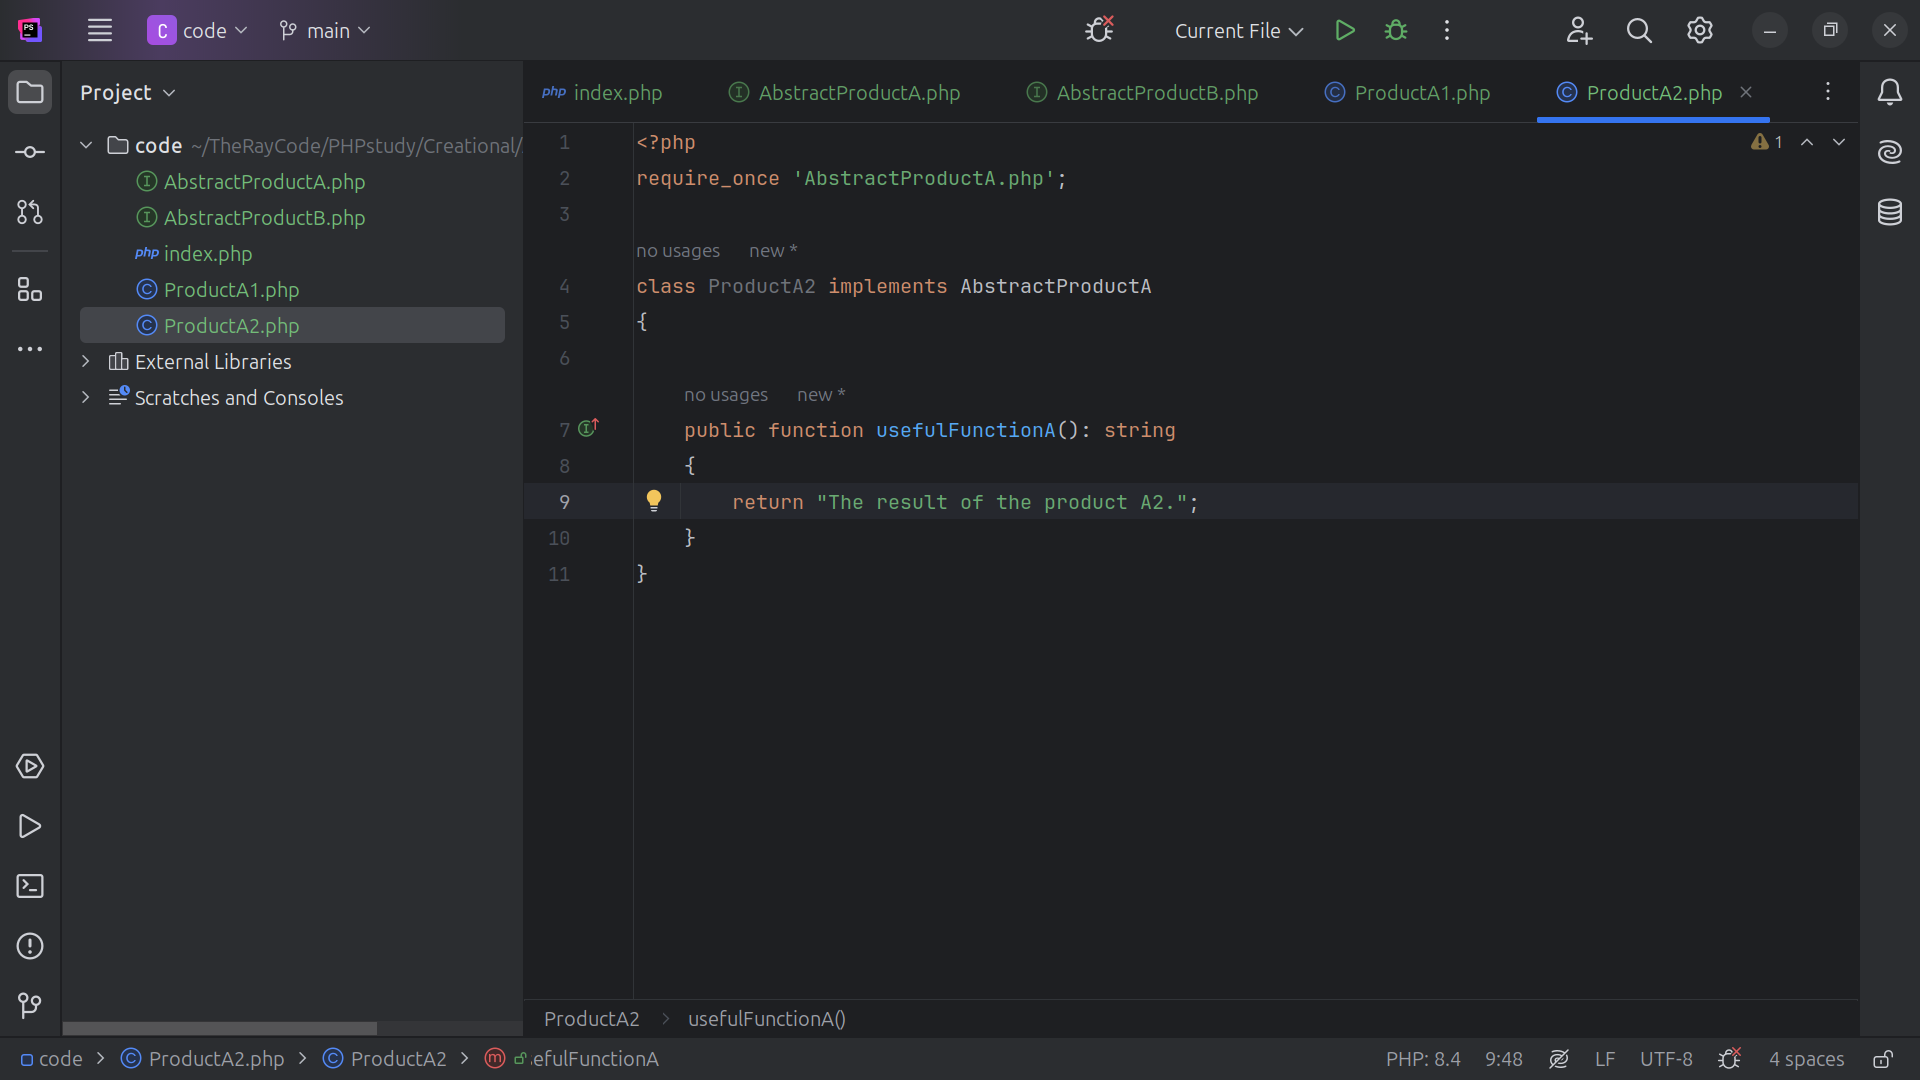 PS
C code main Current File
Project
code ~/TheRayCode/PHPstudy/Creational/
AbstractProductA.php
AbstractProductB.php
php index.php
ProductA1.php
ProductA2.php
External Libraries
Scratches and Consoles
php index.php AbstractProductA.php AbstractProductB.php ProductA1.php ProductA2.php
1 <?php
1
2 require_once 'AbstractProductA.php';
3
no usages new *
4 class ProductA2 implements AbstractProductA
5 {
6
no usages new *
7 public function usefulFunctionA(): string
8 {
9 return "The result of the product A2.";
10 }
11 }
ProductA2 > usefulFunctionA()
code > ProductA2.php > ProductA2 > efulFunctionA
PHP: 8.4 9:48 LF UTF-8 4 spaces